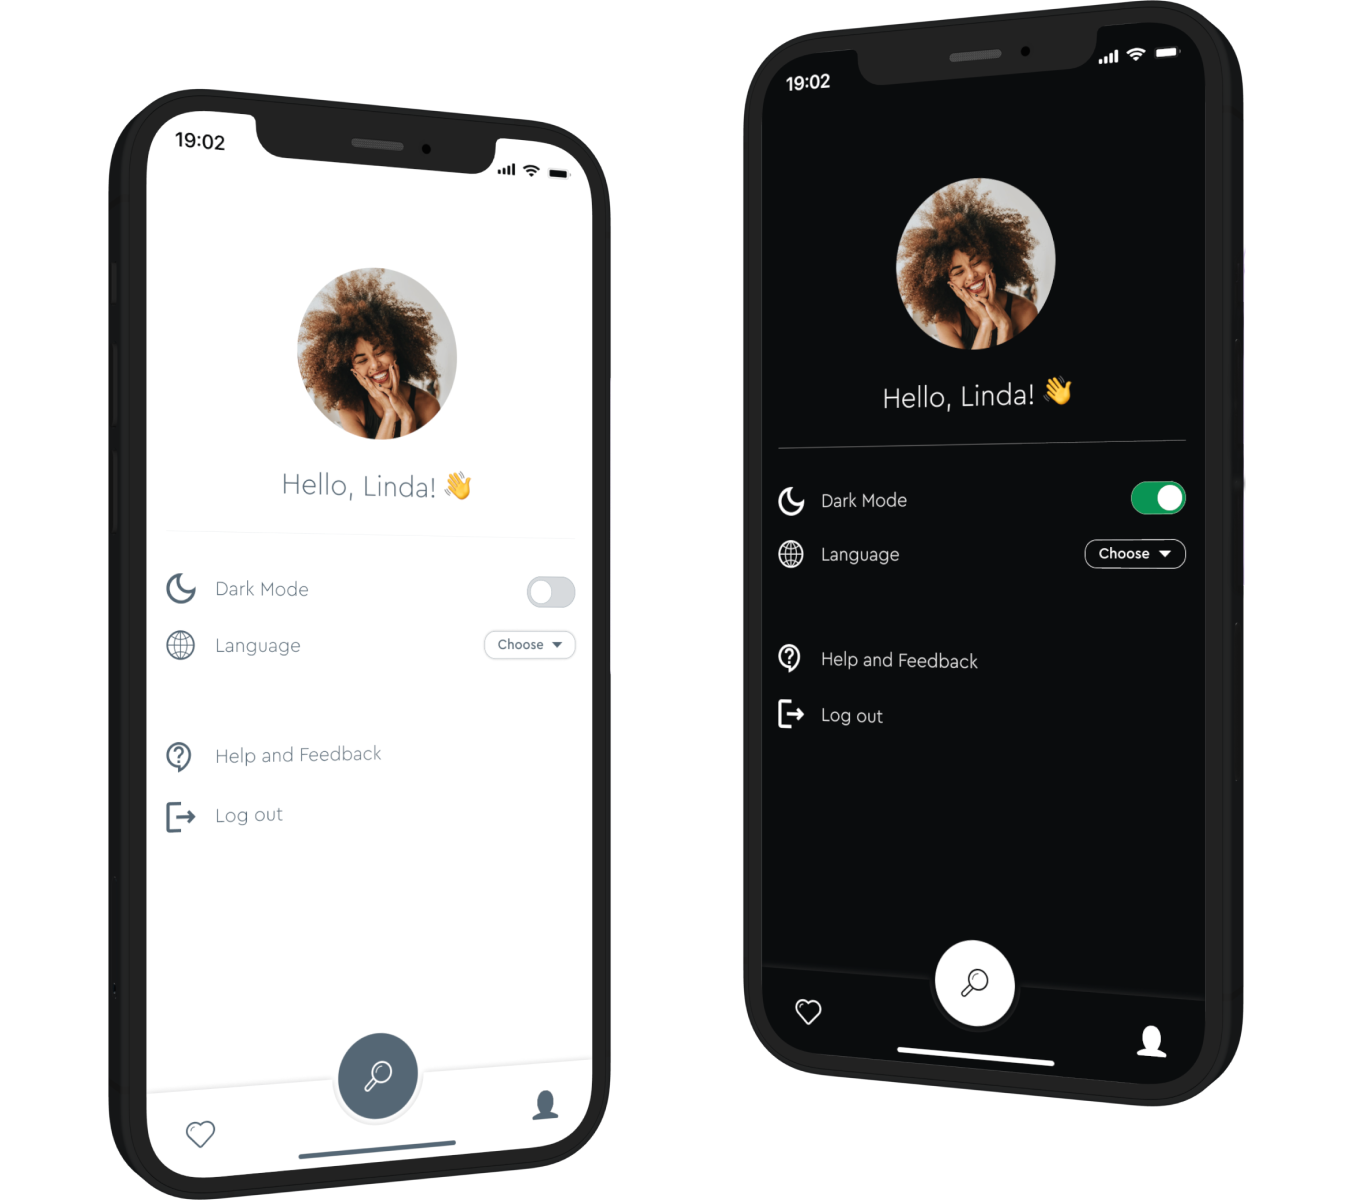 19:02
Hello, Linda! 👋
Dark Mode
Language
Choose
Help and Feedback
Log out
19:02
Hello, Linda! 👋
Dark Mode
Language
Choose
Help and Feedback
Log out